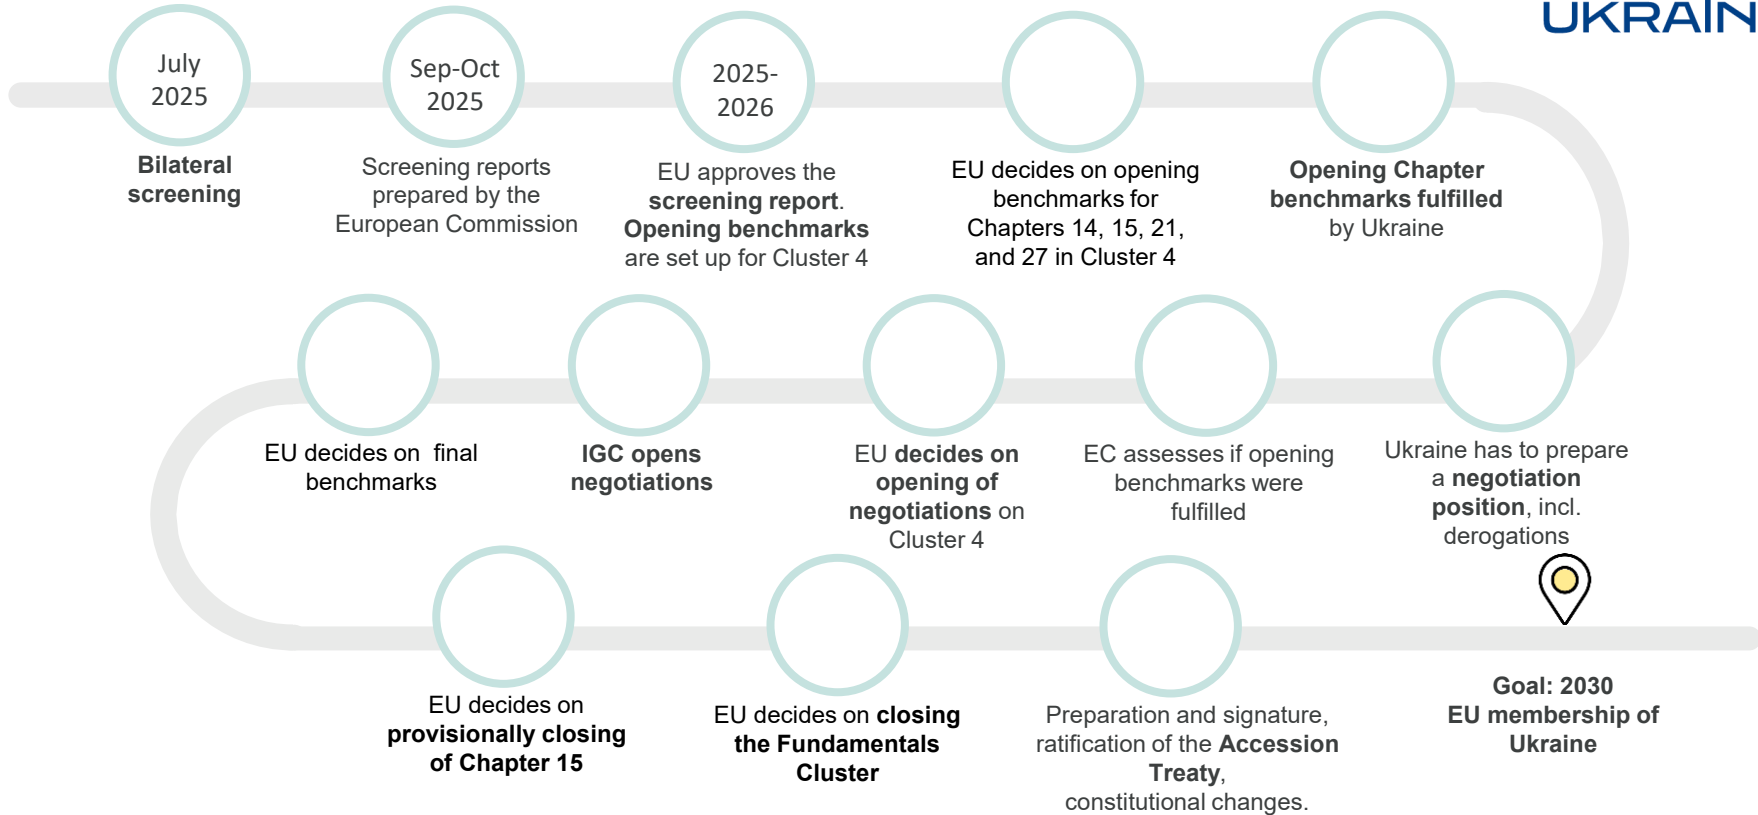 UKRAIN
July
2025
Sep-Oct
2025
2025-
2026
Bilateral
screening
Screening reports
prepared by the
European Commission
EU approves the
screening report.
Opening benchmarks
are set up for Cluster 4
EU decides on opening
benchmarks for
Chapters 14, 15, 21,
and 27 in Cluster 4
Opening Chapter
benchmarks fulfilled
by Ukraine
EU decides on  final
benchmarks
IGC opens
negotiations
EU decides on
opening of
negotiations on
Cluster 4
EC assesses if opening
benchmarks were
fulfilled
Ukraine has to prepare
a negotiation
position, incl.
derogations
EU decides on
provisionally closing
of Chapter 15
EU decides on closing
the Fundamentals
Cluster
Preparation and signature,
ratification of the Accession
Treaty,
constitutional changes.
Goal: 2030
EU membership of
Ukraine